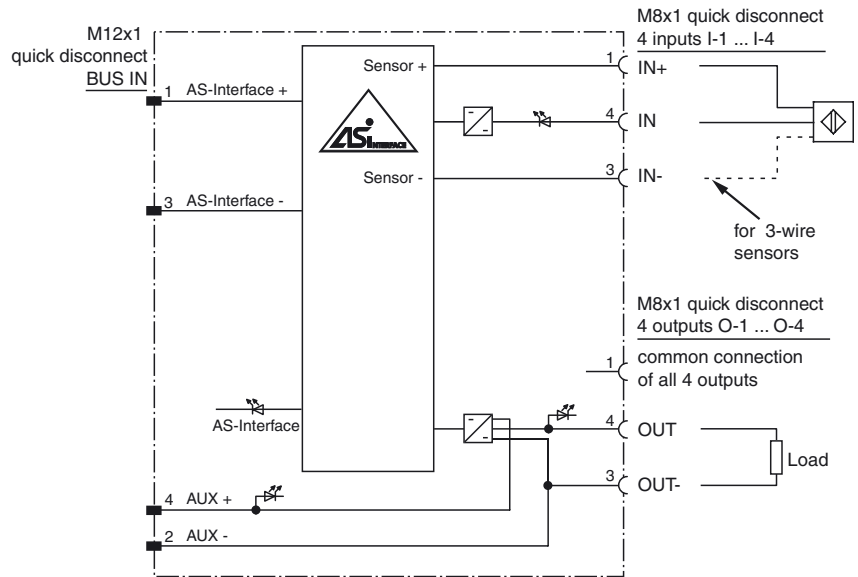 M12x1
quick disconnect
BUS IN
1 AS-Interface +
3 AS-Interface -
AS-Interface
4 AUX +
2 AUX -
Sensor +
ASi INTERFACE
Sensor -
M8x1 quick disconnect
4 inputs I-1 ... I-4
1 IN+
4 IN
3 IN-
for 3-wire
sensors
M8x1 quick disconnect
4 outputs O-1 ... O-4
1 common connection
of all 4 outputs
4 OUT
3 OUT-
Load